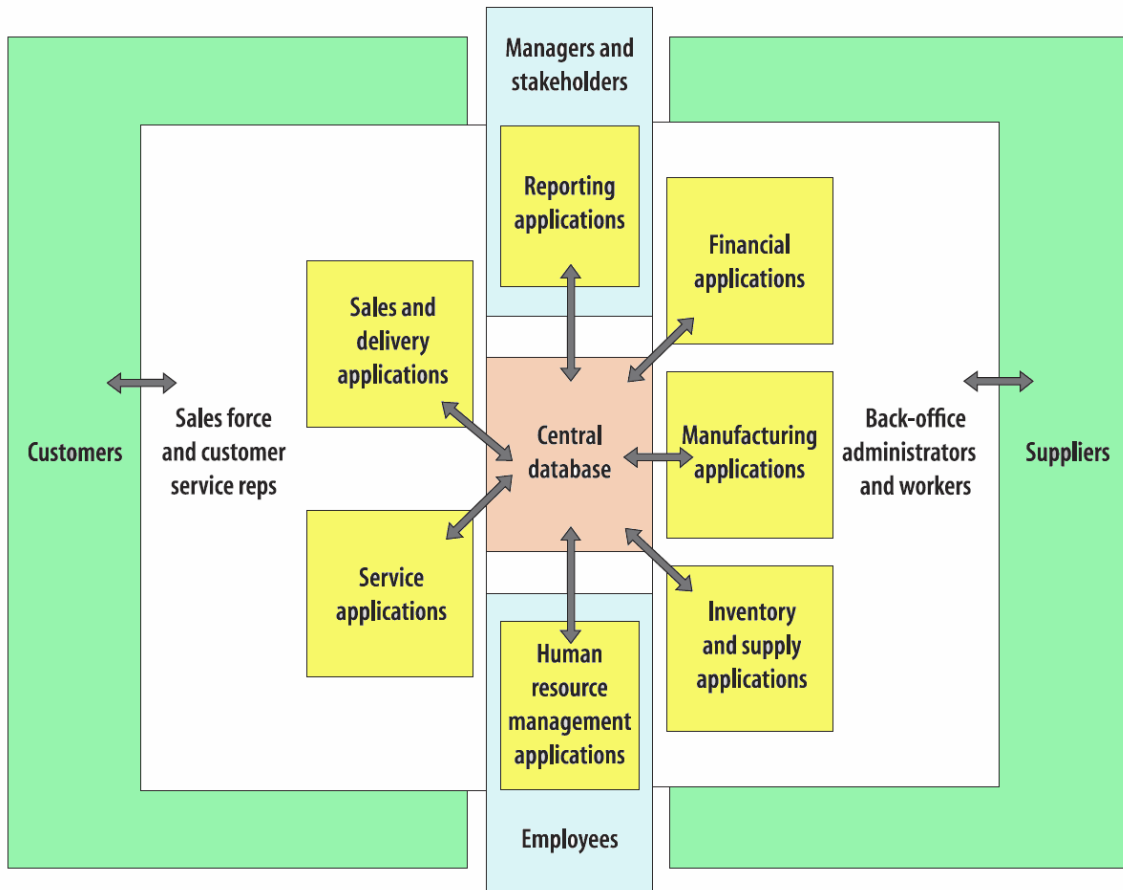 Managers and
stakeholders
Reporting
applications
Financial
applications
Sales and
delivery
applications
Customers
Sales force
and customer
service reps
Central
database
Manufacturing
applications
Back-office
administrators
and workers
Suppliers
Service
applications
Inventory
and supply
applications
Human
resource
management
applications
Employees